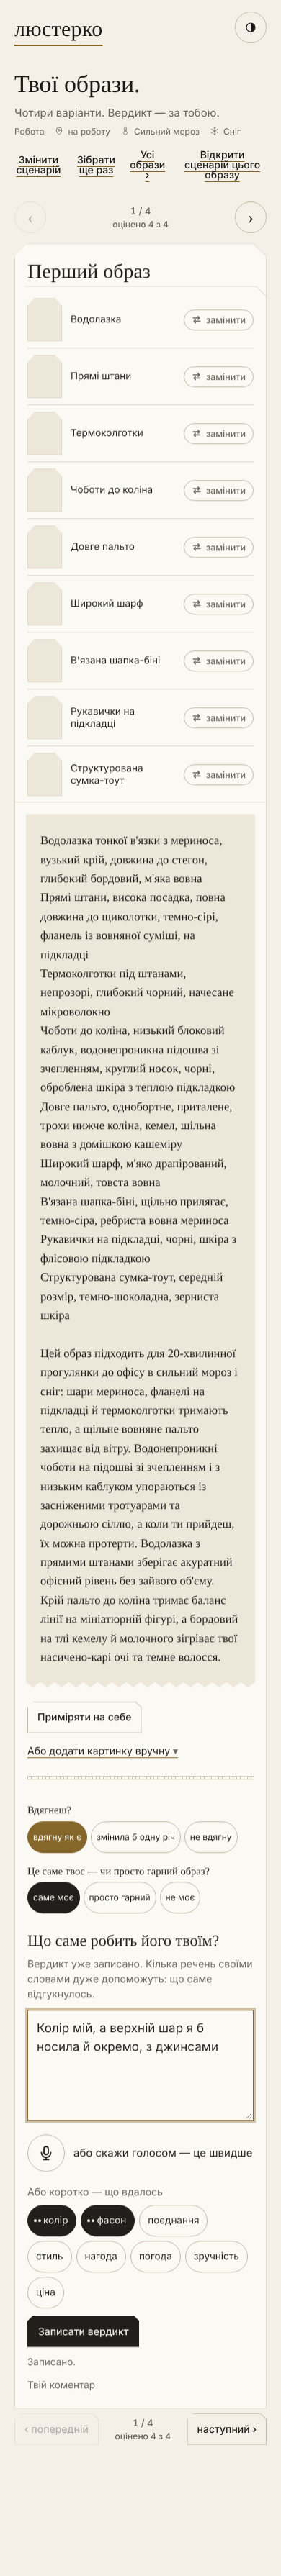 люстерко
Твої образи.
Чотири варіанти. Вердикт — за тобою.
Робота на роботу Сильний мороз Сніг
Змінити сценарій
Зібрати ще раз
Усі образи ›
Відкрити сценарій цього образу
‹
1 / 4
оцінено 4 з 4
›
Перший образ
Водолазка
замінити
Прямі штани
замінити
Термоколготки
замінити
Чоботи до коліна
замінити
Довге пальто
замінити
Широкий шарф
замінити
В'язана шапка-біні
замінити
Рукавички на
підкладці
замінити
Структурована
сумка-тоут
замінити
Водолазка тонкої в'язки з мериноса,
вузький крій, довжина до стегон,
глибокий бордовий, м'яка вовна
Прямі штани, висока посадка, повна
довжина до щиколотки, темно-сірі,
фланель із вовняної суміші, на
підкладці
Термоколготки під штанами,
непрозорі, глибокий чорний, начесане
мікроволокно
Чоботи до коліна, низький блоковий
каблук, водонепроникна підошва зі
зчепленням, круглий носок, чорні,
оброблена шкіра з теплою підкладкою
Довге пальто, однобортне, приталене,
трохи нижче коліна, кемел, щільна
вовна з домішкою кашеміру
Широкий шарф, м'яко драпірований,
молочний, товста вовна
В'язана шапка-біні, щільно прилягає,
темно-сіра, ребриста вовна мериноса
Рукавички на підкладці, чорні, шкіра з
флісовою підкладкою
Структурована сумка-тоут, середній
розмір, темно-шоколадна, зерниста
шкіра
Цей образ підходить для 20-хвилинної
прогулянки до офісу в сильний мороз і
сніг: шари мериноса, фланелі на
підкладці й термоколготки тримають
тепло, а щільне вовняне пальто
захищає від вітру. Водонепроникні
чоботи на підошві зі зчепленням і з
низьким каблуком упораються із
засніженими тротуарами та
дорожньою сіллю, а коли ти прийдеш,
їх можна протерти. Водолазка з
прямими штанами зберігає акуратний
офісний рівень без зайвого об'єму.
Крій пальто до коліна тримає баланс
лінії на мініатюрній фігурі, а бордовий
на тлі кемелу й молочного зігріває твої
насичено-карі очі та темне волосся.
Приміряти на себе
Або додати картинку вручну ▾
Вдягнеш?
вдягну як є
змінила б одну річ
не вдягну
Це саме твоє — чи просто гарний образ?
саме моє
просто гарний
не моє
Що саме робить його твоїм?
Вердикт уже записано. Кілька речень своїми
словами дуже допоможуть: що саме
відгукнулось.
Колір мій, а верхній шар я б
носила й окремо, з джинсами
або скажи голосом — це швидше
Або коротко — що вдалось
колір
фасон
поєднання
стиль
нагода
погода
зручність
ціна
Записати вердикт
Записано.
Твій коментар
‹ попередній
1 / 4
оцінено 4 з 4
наступний ›